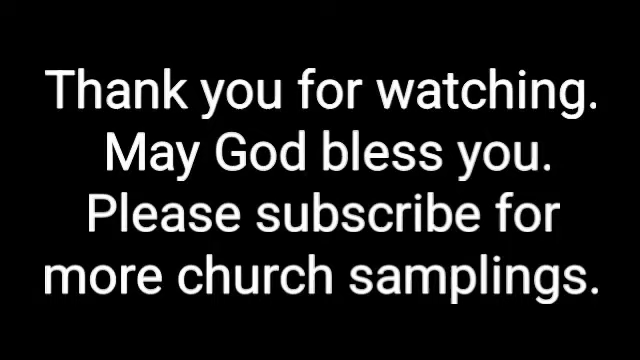 Thank you for watching.
May God bless you.
Please subscribe for
more church samplings.